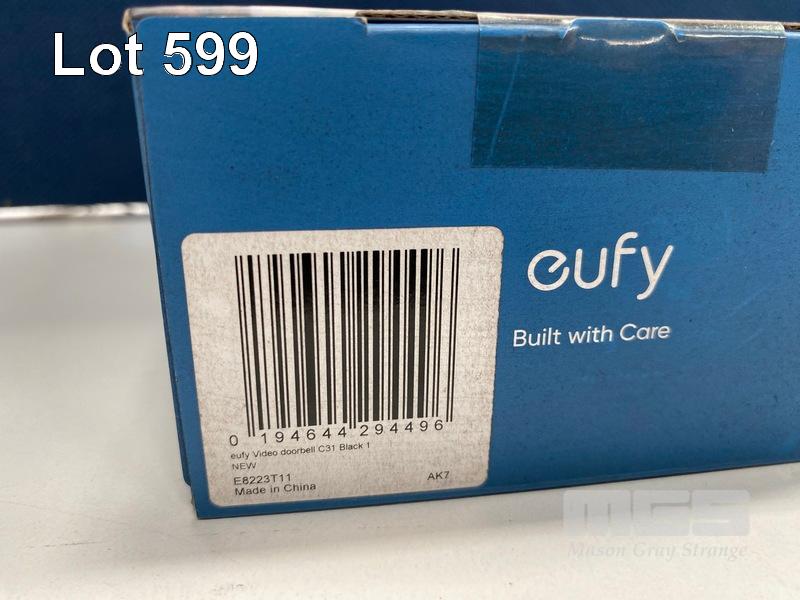 Lot 599
eufy
Built with Care
0 194644 294496
eufy Video doorbell C31 Black 1
NEW
E8223T11
AK7
Made in China
MGS
Mason Gray Strange